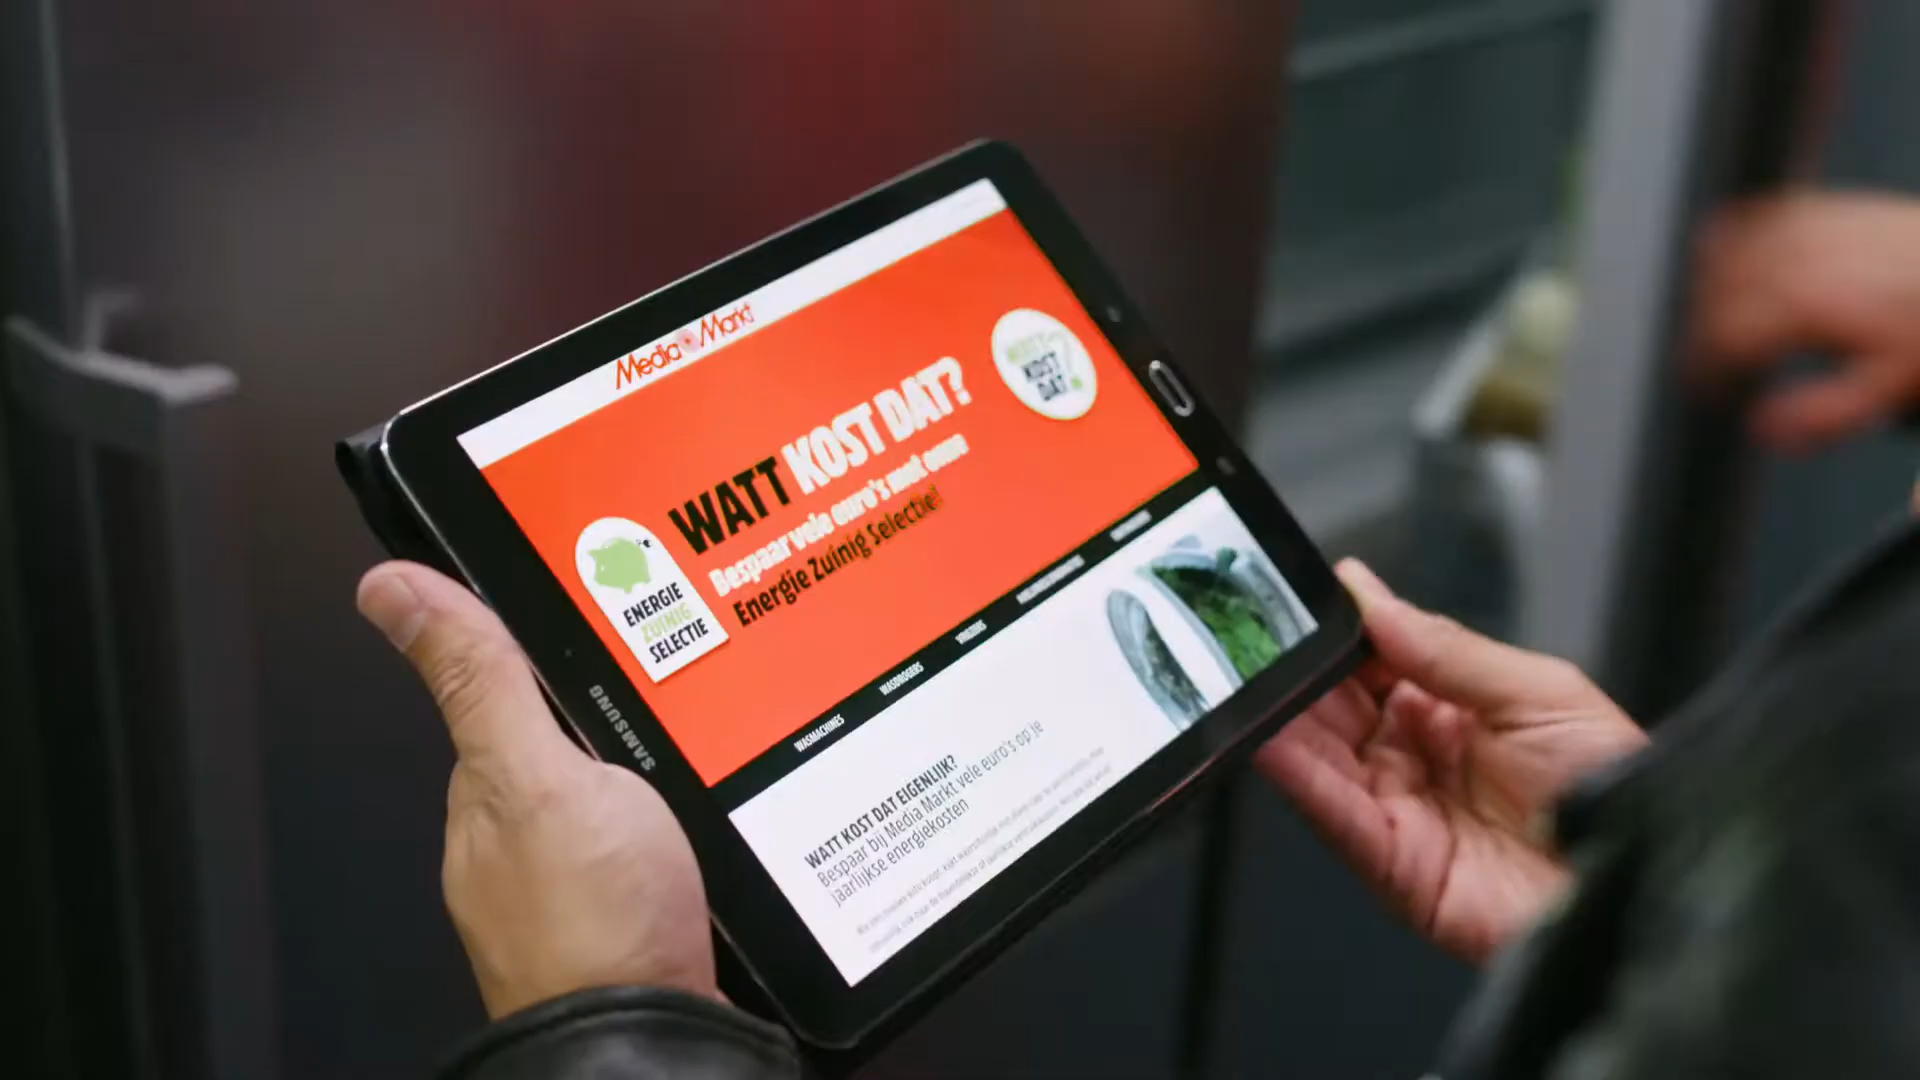 Media Markt
WATT KOST DAT?
Bespaar vele euro's met onze
Energie Zuinig Selectie!
WATT
KOST
DAT?
ENERGIE
ZUINIG
SELECTIE
WASMACHINES
WASDROGERS
VRIEZERS
WATT KOST DAT EIGENLIJK?
Bespaar bij Media Markt vele euro's op je
jaarlijkse energiekosten
SAMSUNG